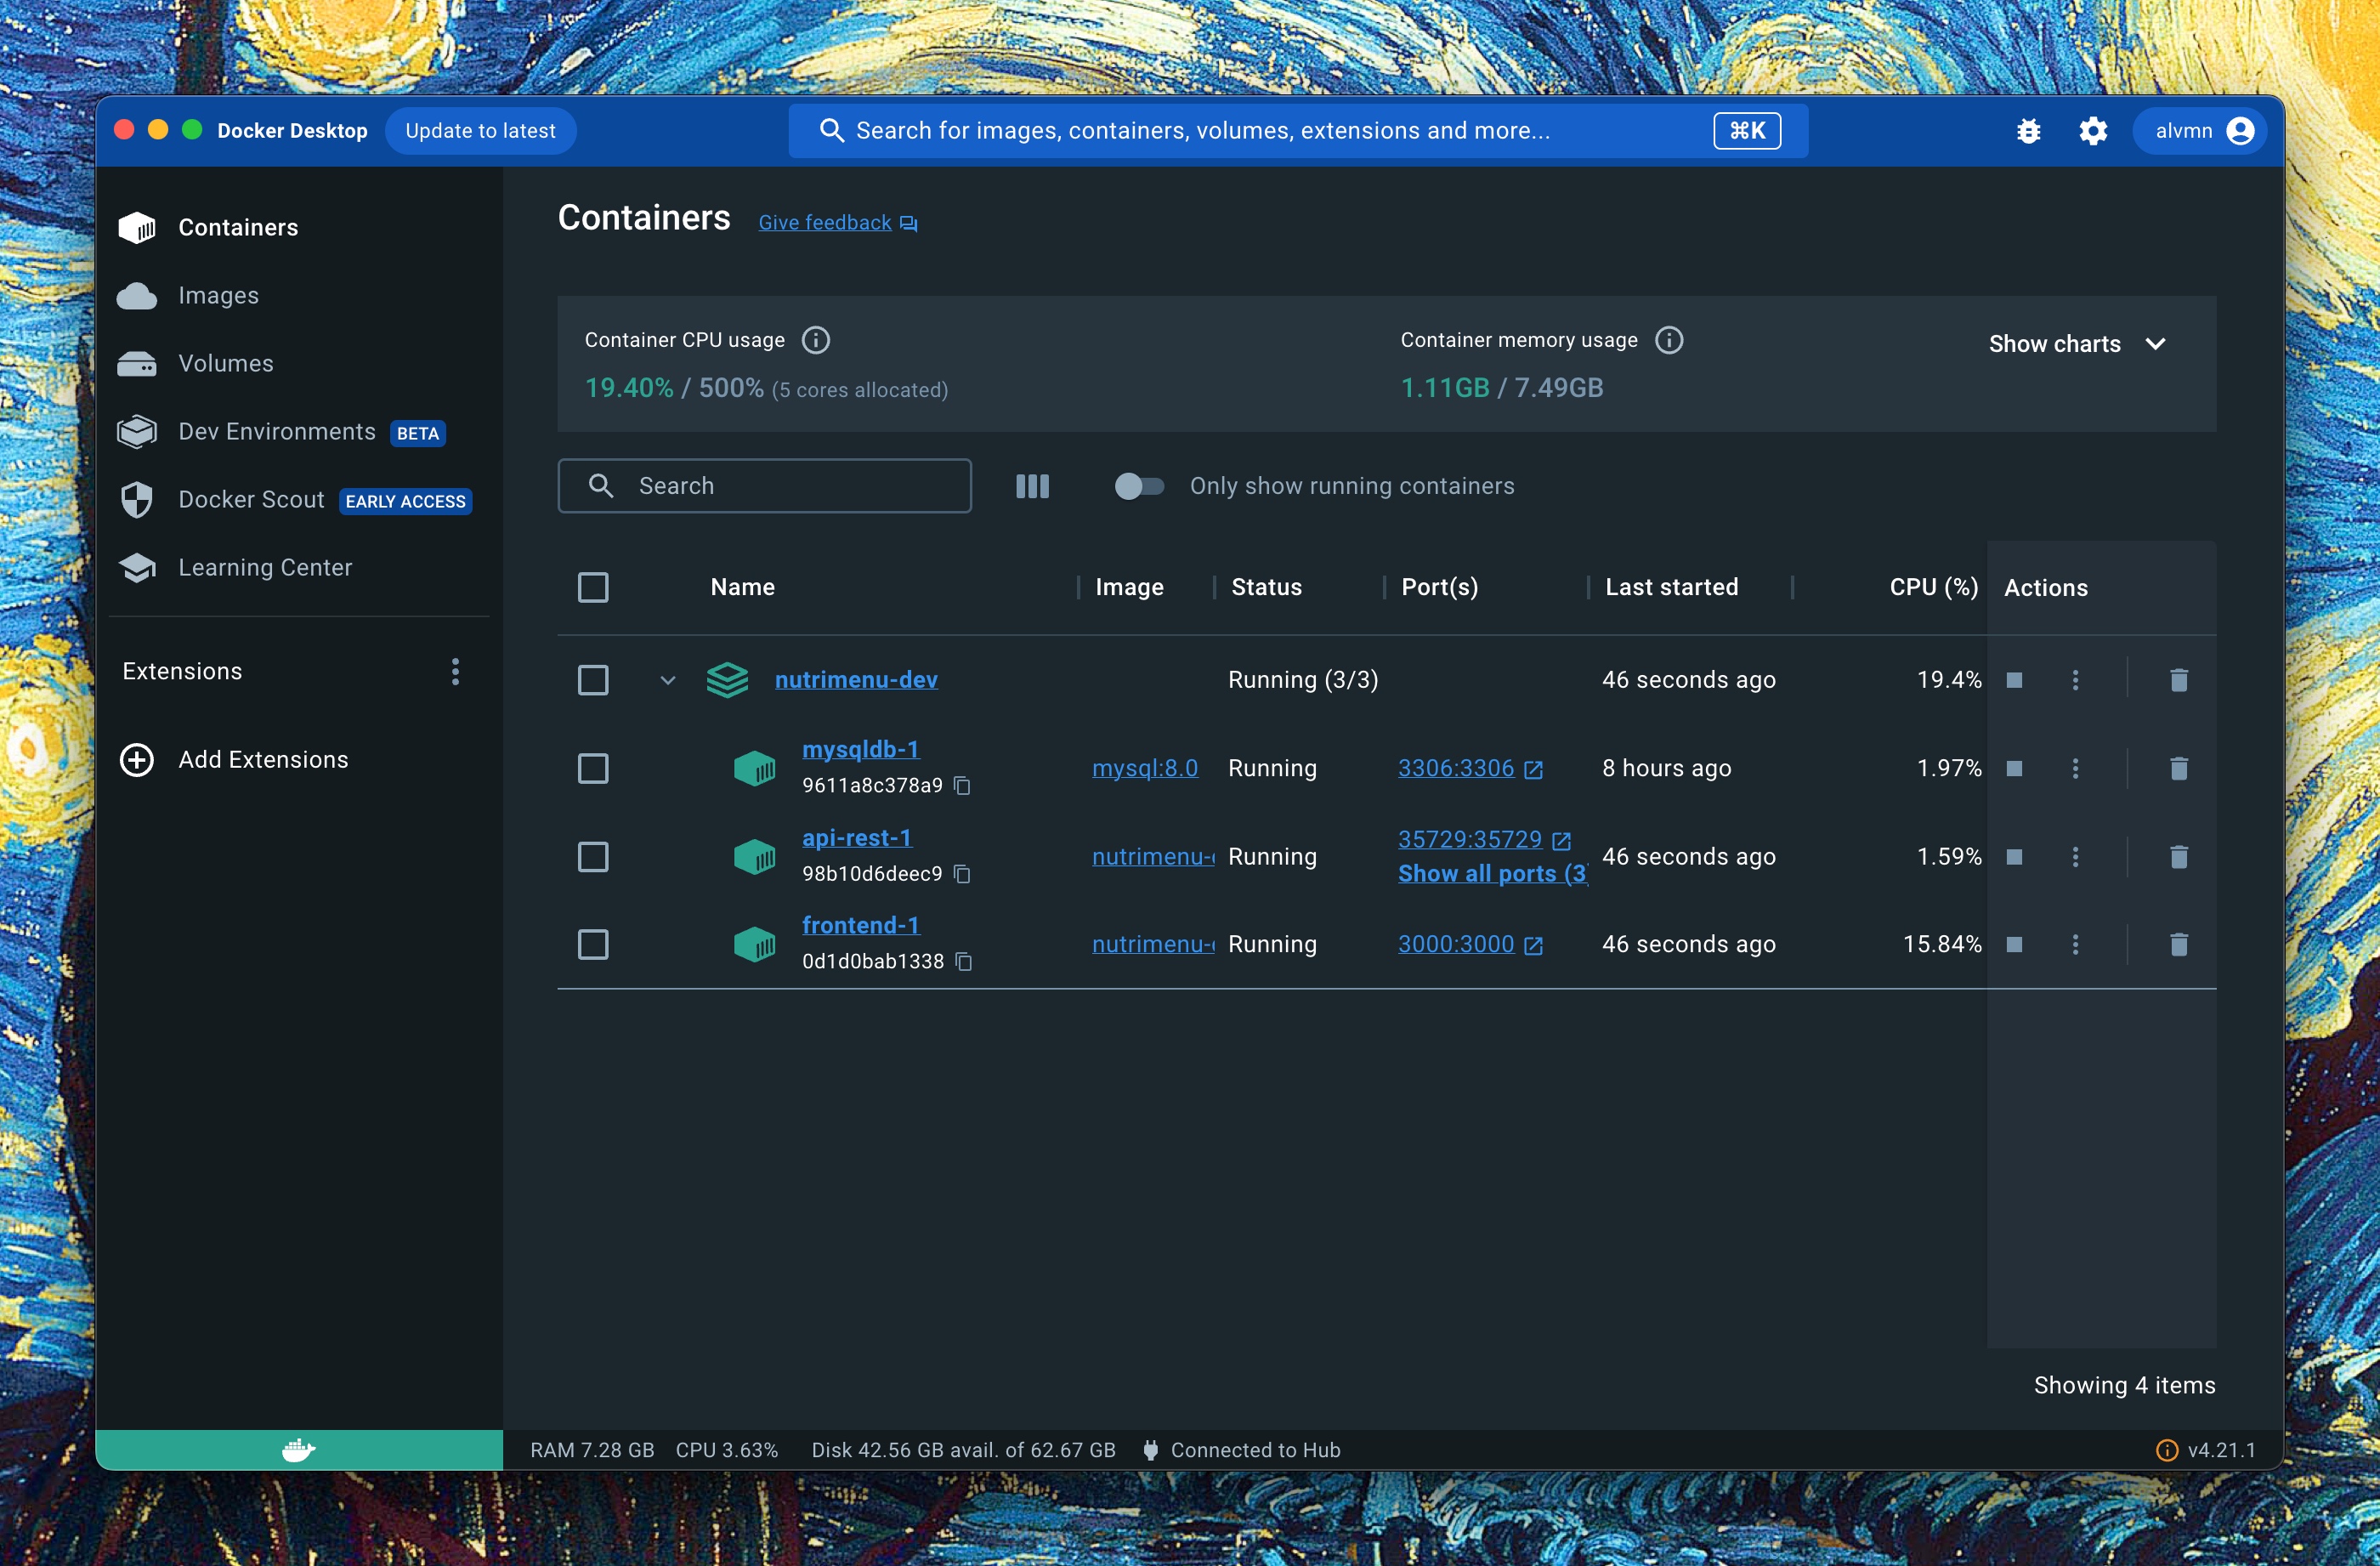 Docker Desktop Update to latest Search for images, containers, volumes, extensions and more... ⌘K alvmn
Containers
Images
Volumes
Dev Environments BETA
Docker Scout EARLY ACCESS
Learning Center
Extensions
Add Extensions
Containers Give feedback
Container CPU usage
19.40% / 500% (5 cores allocated)
Container memory usage
1.11GB / 7.49GB
Show charts
Search Only show running containers
Name Image Status Port(s) Last started CPU (%) Actions
nutrimenu-dev Running (3/3) 46 seconds ago 19.4%
mysqldb-1
9611a8c378a9
mysql:8.0 Running 3306:3306 8 hours ago 1.97%
api-rest-1
98b10d6deec9
nutrimenu- Running 35729:35729
Show all ports (3
46 seconds ago 1.59%
frontend-1
0d1d0bab1338
nutrimenu- Running 3000:3000 46 seconds ago 15.84%
Showing 4 items
RAM 7.28 GB CPU 3.63% Disk 42.56 GB avail. of 62.67 GB Connected to Hub v4.21.1